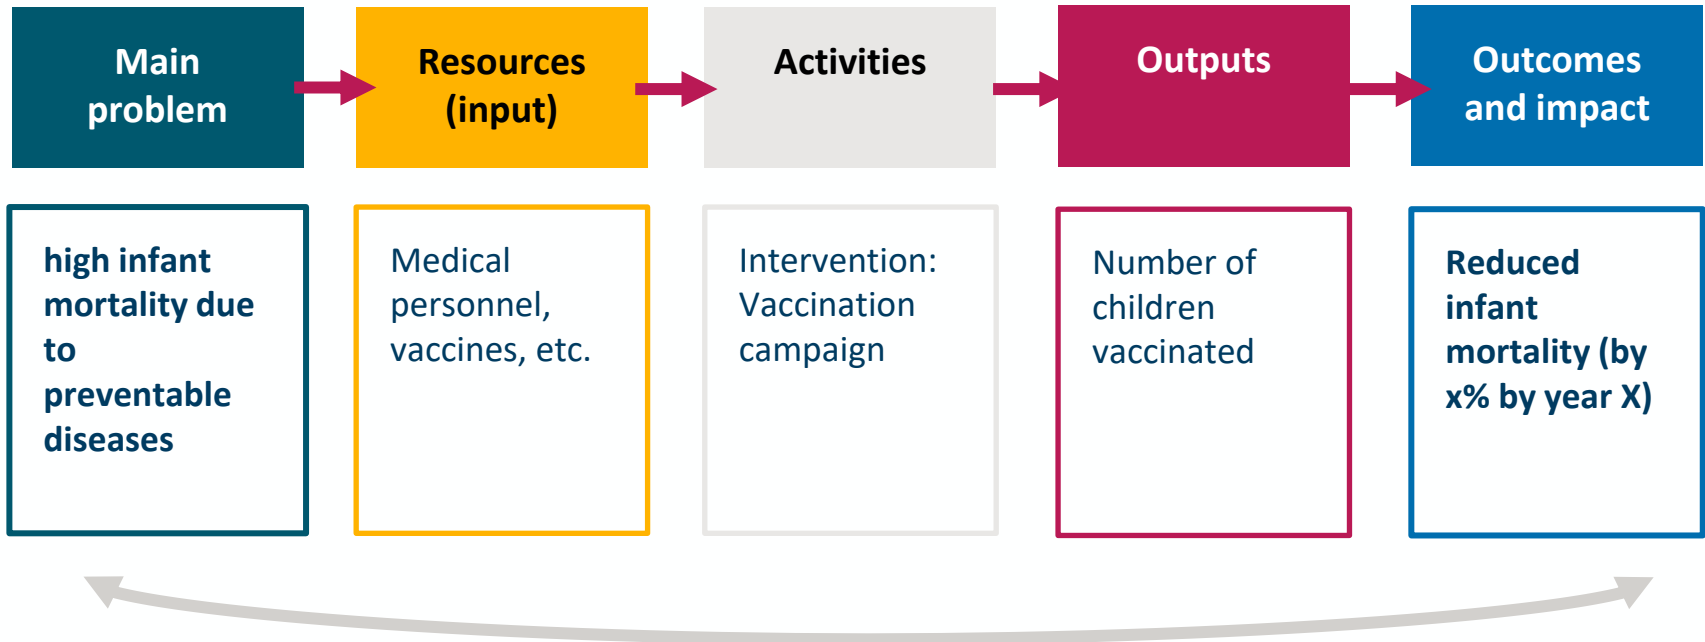 Main
problem
Resources
(input)
Activities
Outputs
Outcomes
and impact
high infant
mortality due
to
preventable
diseases
Medical
personnel,
vaccines, etc.
Intervention:
Vaccination
campaign
Number of
children
vaccinated
Reduced
infant
mortality (by
x% by year X)